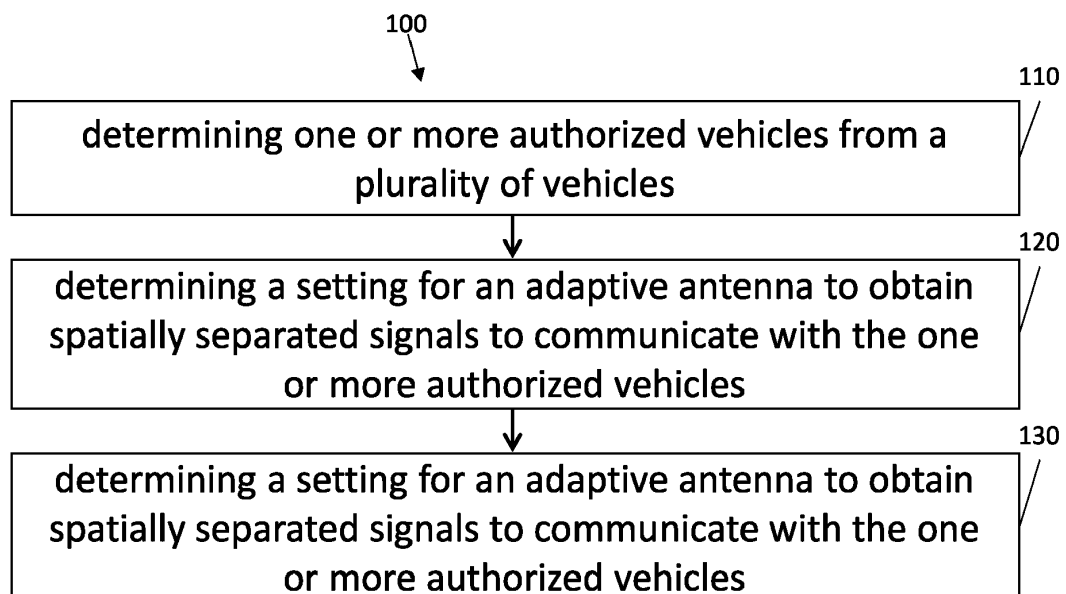 100
110
determining one or more authorized vehicles from a
plurality of vehicles
120
determining a setting for an adaptive antenna to obtain
spatially separated signals to communicate with the one
or more authorized vehicles
130
determining a setting for an adaptive antenna to obtain
spatially separated signals to communicate with the one
or more authorized vehicles